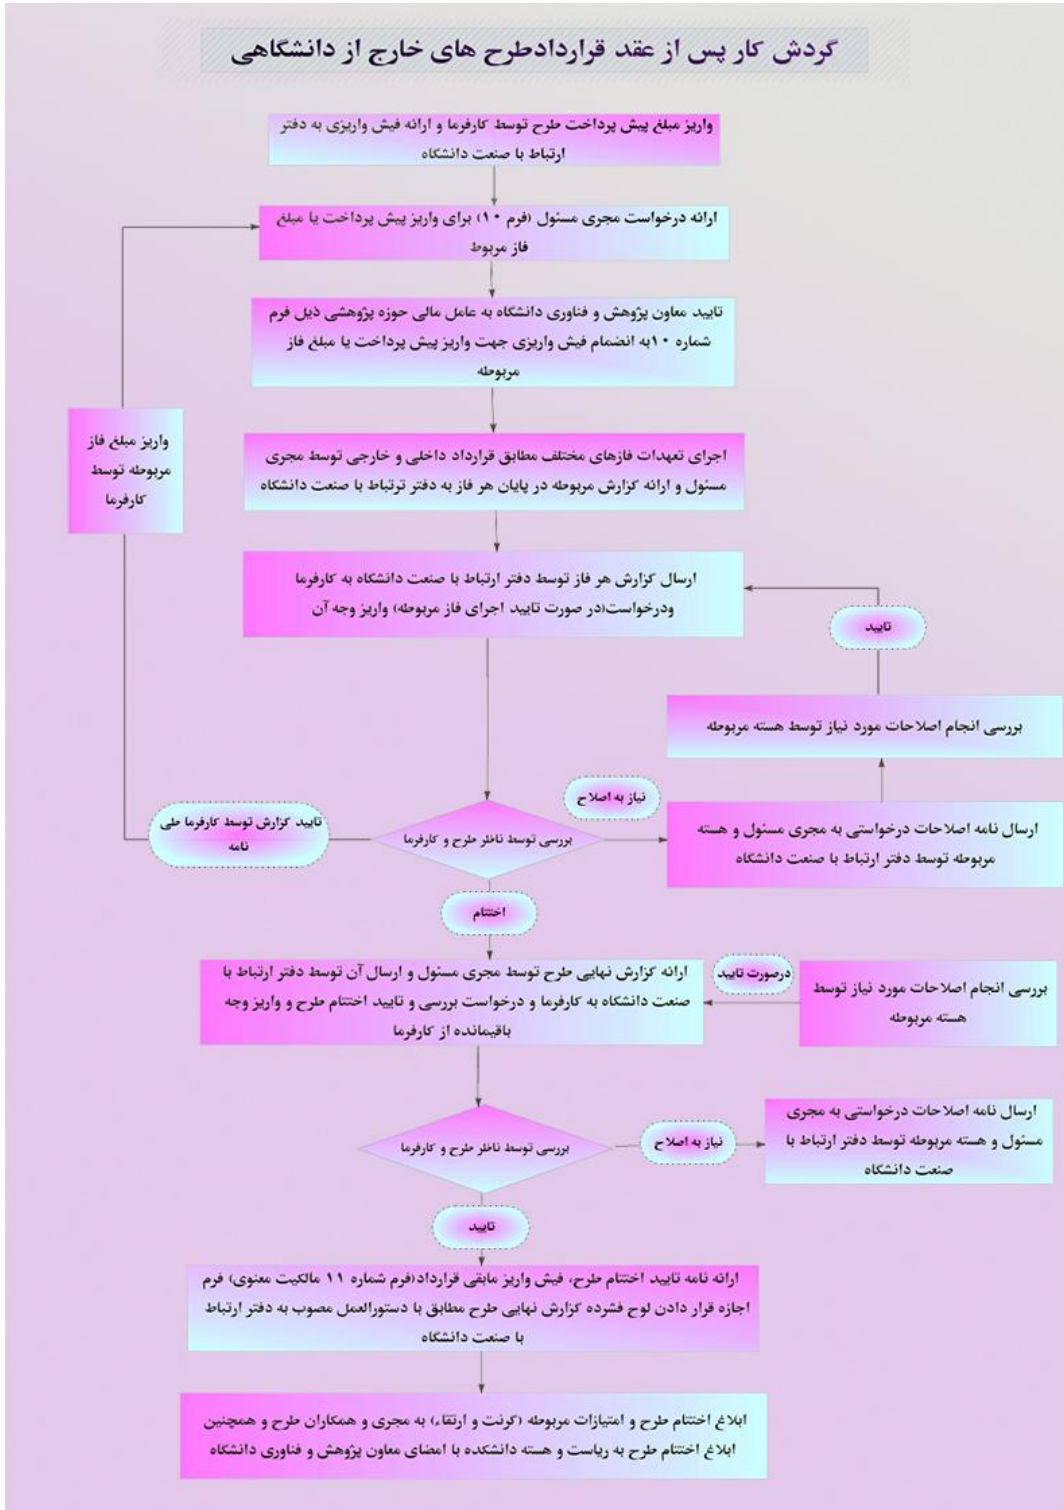 گردش کار پس از عقد قراردادطرح های خارج از دانشگاهی
واریز مبلغ پیش پرداخت طرح توسط کارفرما و ارائه فیش واریزی به دفتر
ارتباط با صنعت دانشگاه
ارائه درخواست مجری مسئول (فرم ۱۰) برای واریز پیش پرداخت یا مبلغ
فاز مربوط
تایید معاون پژوهش و فناوری دانشگاه به عامل مالی حوزه پژوهشی ذیل فرم
شماره ۱۰به انضمام فیش واریزی جهت واریز پیش پرداخت یا مبلغ فاز
مربوطه
واریز مبلغ فاز
مربوطه توسط
کارفرما
اجرای تعهدات فازهای مختلف مطابق قرارداد داخلی و خارجی توسط مجری
مسئول و ارائه گزارش مربوطه در پایان هر فاز به دفتر ترتباط با صنعت دانشگاه
ارسال گزارش هر فاز توسط دفتر ارتباط با صنعت دانشگاه به کارفرما
ودرخواست(در صورت تایید اجرای فاز مربوطه) واریز وجه آن
تایید
بررسی انجام اصلاحات مورد نیاز توسط هسته مربوطه
نیاز به اصلاح
ارسال نامه اصلاحات درخواستی به مجری مسئول و هسته
مربوطه توسط دفتر ارتباط با صنعت دانشگاه
بررسی توسط ناظر طرح و کارفرما
تایید گزارش توسط کارفرما طی
نامه
اختتام
ارائه گزارش نهایی طرح توسط مجری مسئول و ارسال آن توسط دفتر ارتباط با
صنعت دانشگاه به کارفرما و درخواست بررسی و تایید اختتام طرح و واریز وجه
باقیمانده از کارفرما
درصورت تایید
بررسی انجام اصلاحات مورد نیاز توسط
هسته مربوطه
بررسی توسط ناظر طرح و کارفرما
نیاز به اصلاح
ارسال نامه اصلاحات درخواستی به مجری
مسئول و هسته مربوطه توسط دفتر ارتباط با
صنعت دانشگاه
تایید
ارائه نامه تایید اختتام طرح، فیش واریز مابقی قرارداد(فرم شماره ۱۱ مالکیت معنوی) فرم
اجازه قرار دادن لوح فشرده گزارش نهایی طرح مطابق با دستورالعمل مصوب به دفتر ارتباط
با صنعت دانشگاه
ابلاغ اختتام طرح و امتیازات مربوطه (گرنت و ارتقاء) به مجری و همکاران طرح و همچنین
ابلاغ اختتام طرح به ریاست و هسته دانشکده با امضای معاون پژوهش و فناوری دانشگاه